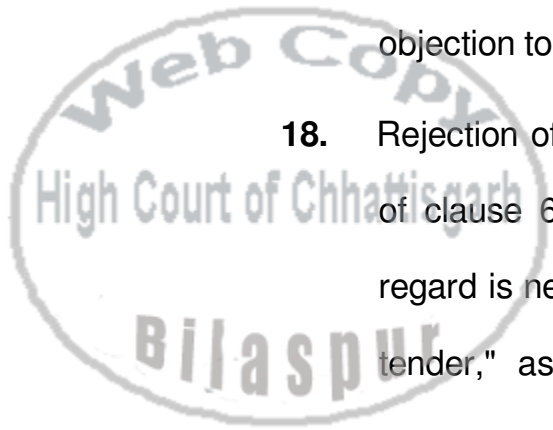 Web Copy
High Court of Chhattisgarh
Bilaspur
objection to
18. Rejection of
of clause 6
regard is ne
tender," as